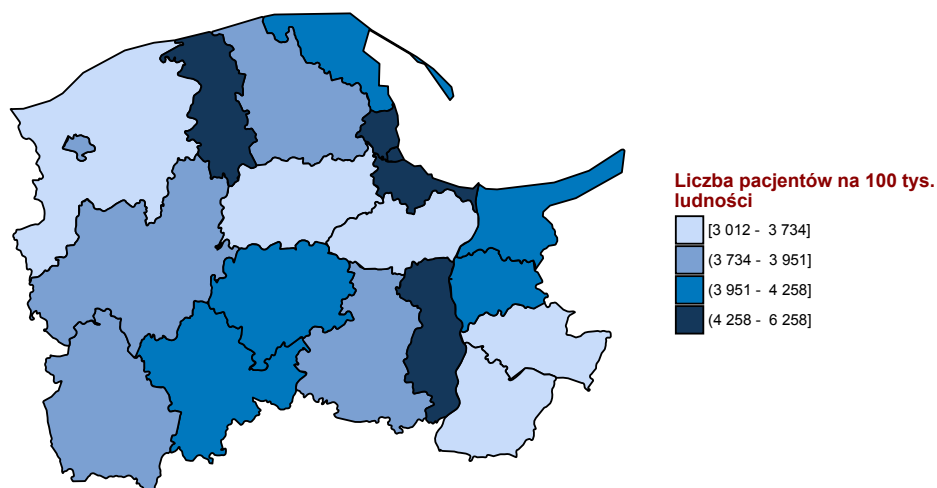 Liczba pacjentów na 100 tys.
ludności
[3 012 - 3 734]
(3 734 - 3 951]
(3 951 - 4 258]
(4 258 - 6 258]